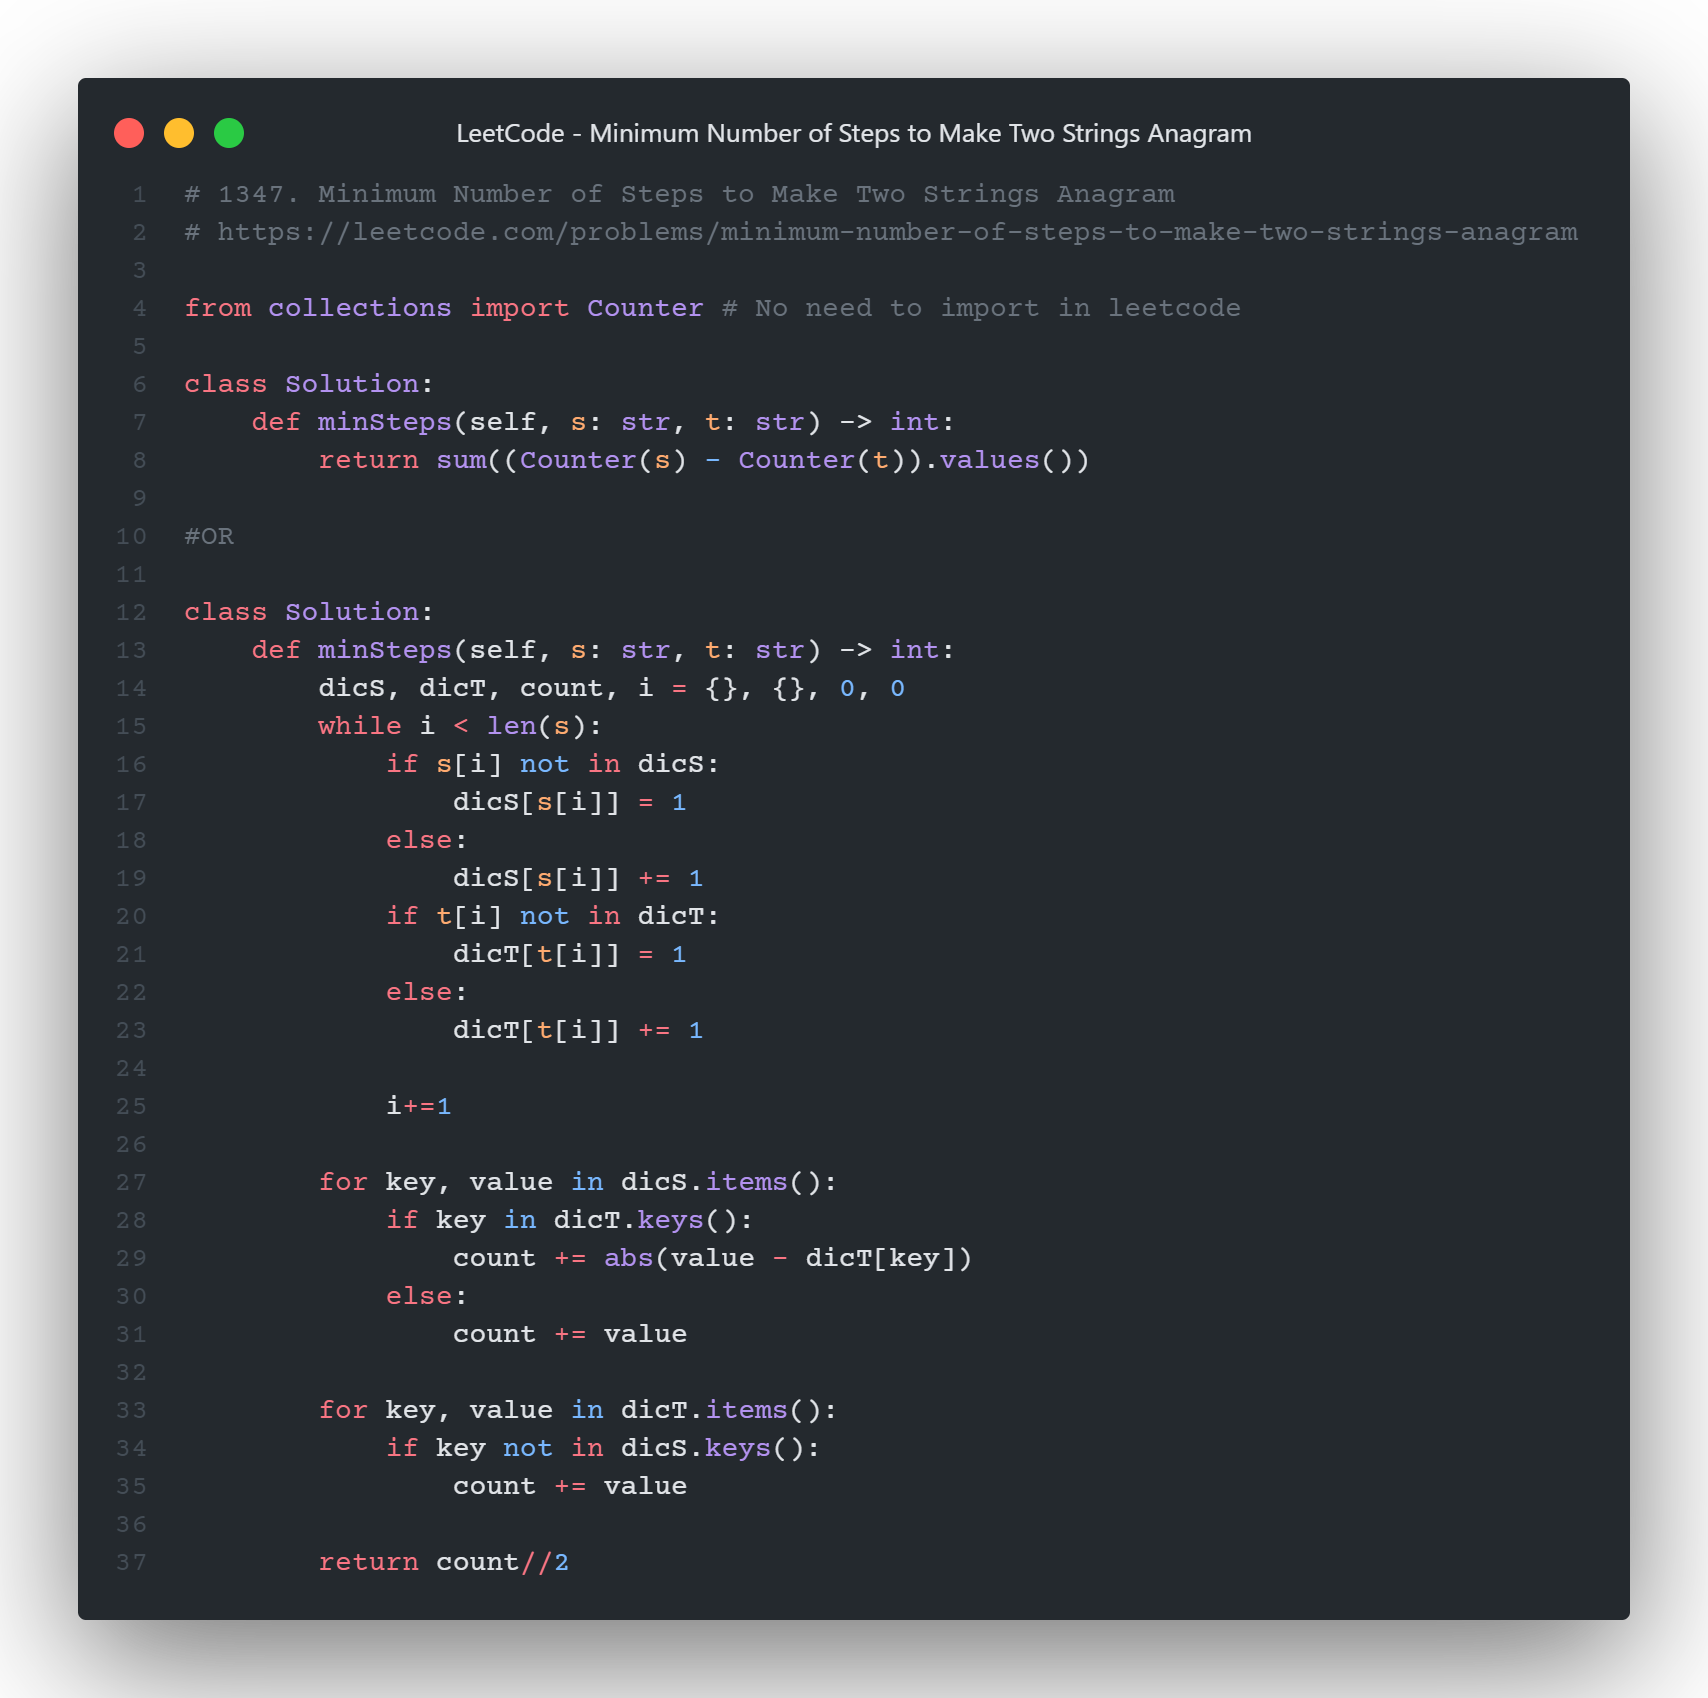 LeetCode - Minimum Number of Steps to Make Two Strings Anagram
1 # 1347. Minimum Number of Steps to Make Two Strings Anagram
2 # https://leetcode.com/problems/minimum-number-of-steps-to-make-two-strings-anagram
3
4 from collections import Counter # No need to import in leetcode
5
6 class Solution:
7     def minSteps(self, s: str, t: str) -> int:
8         return sum((Counter(s) - Counter(t)).values())
9
10 #OR
11
12 class Solution:
13     def minSteps(self, s: str, t: str) -> int:
14         dicS, dicT, count, i = {}, {}, 0, 0
15         while i < len(s):
16             if s[i] not in dicS:
17                 dicS[s[i]] = 1
18             else:
19                 dicS[s[i]] += 1
20             if t[i] not in dicT:
21                 dicT[t[i]] = 1
22             else:
23                 dicT[t[i]] += 1
24
25             i+=1
26
27         for key, value in dicS.items():
28             if key in dicT.keys():
29                 count += abs(value - dicT[key])
30             else:
31                 count += value
32
33         for key, value in dicT.items():
34             if key not in dicS.keys():
35                 count += value
36
37         return count//2